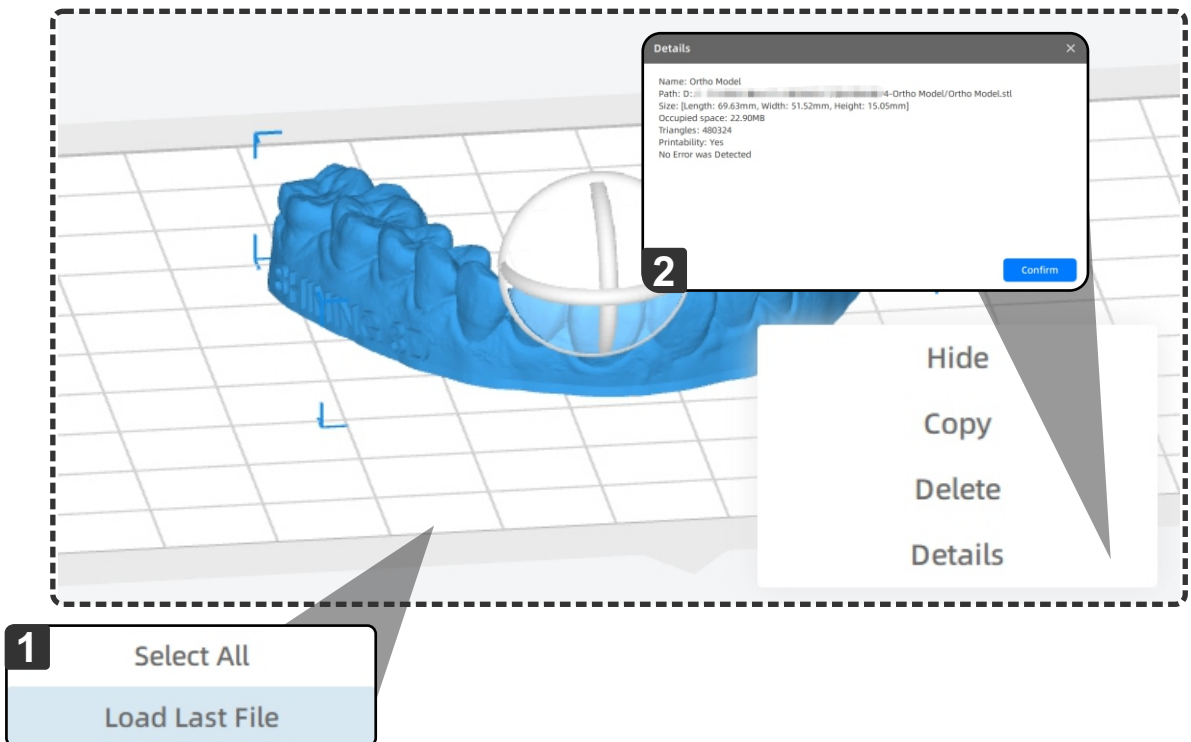 Details
Name: Ortho Model
Path: D: 4-Ortho Model/Ortho Model.stl
Size: [Length: 69.63mm, Width: 51.52mm, Height: 15.05mm]
Occupied space: 22.90MB
Triangles: 480324
Printability: Yes
No Error was Detected
2
Confirm
SHINING 3D
Hide
Copy
Delete
Details
1
Select All
Load Last File